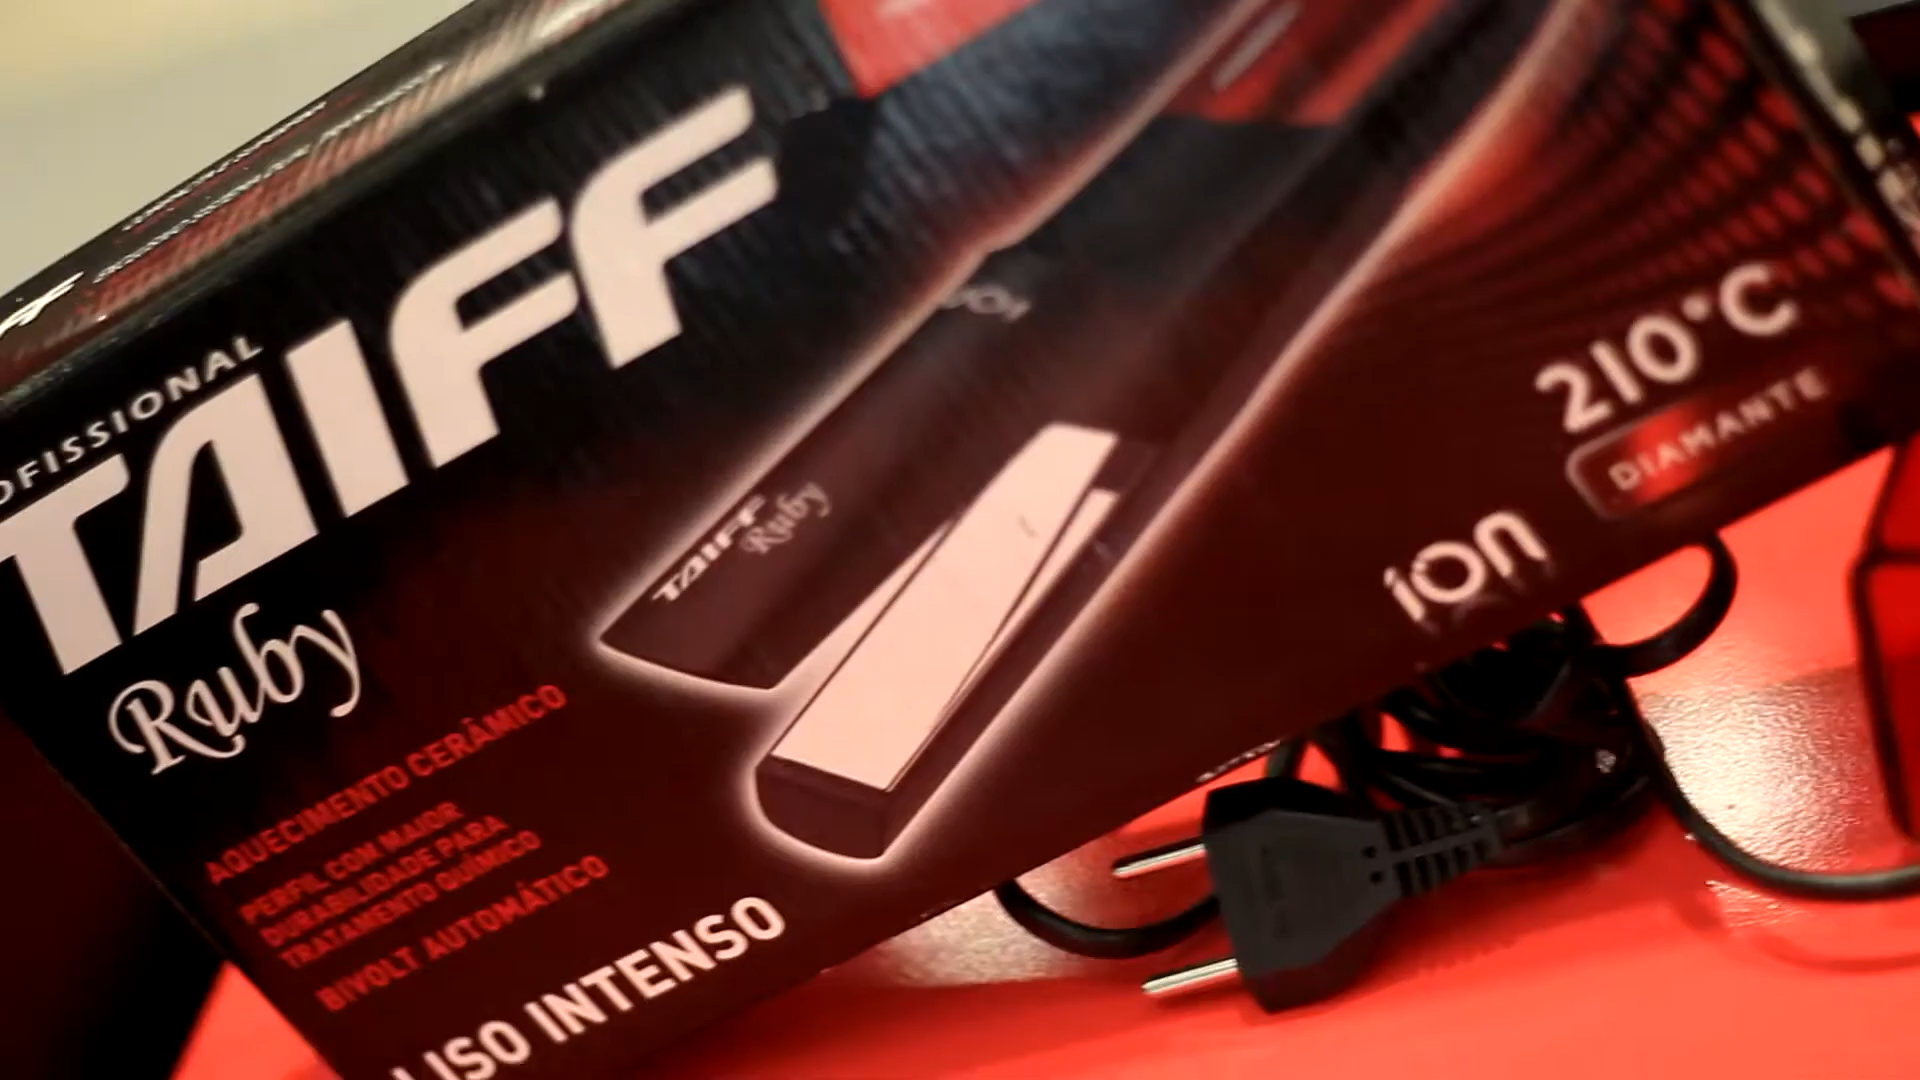 OFISSIONAL
TAIFF
Ruby
AQUECIMENTO CERÂMICO
PERFIL COM MAIOR
DURABILIDADE PARA
TRATAMENTO QUÍMICO
BIVOLT AUTOMÁTICO
LISO INTENSO
TAIFF
Ruby
210°C
DIAMANTE
ion